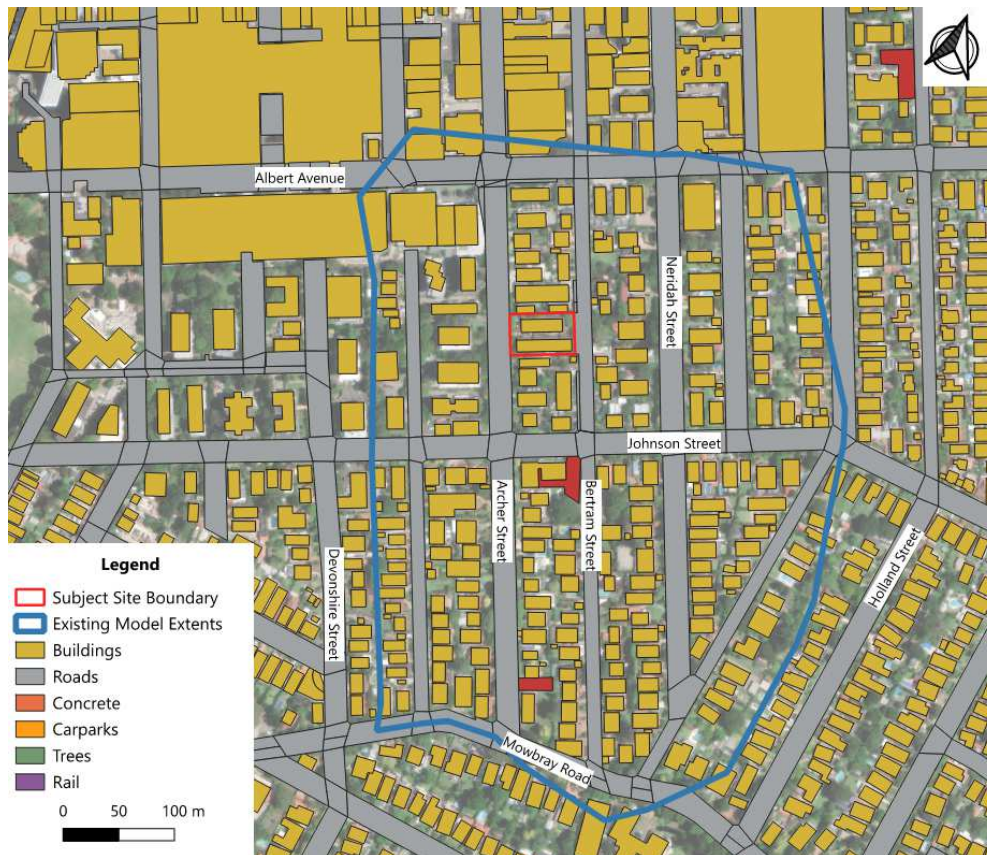 Albert Avenue
Neridah Street
Johnson Street
Archer Street
Bertram Street
Devonshire Street
Holland Street
Mowbray Road
Legend
Subject Site Boundary
Existing Model Extents
Buildings
Roads
Concrete
Carparks
Trees
Rail
0 50 100 m